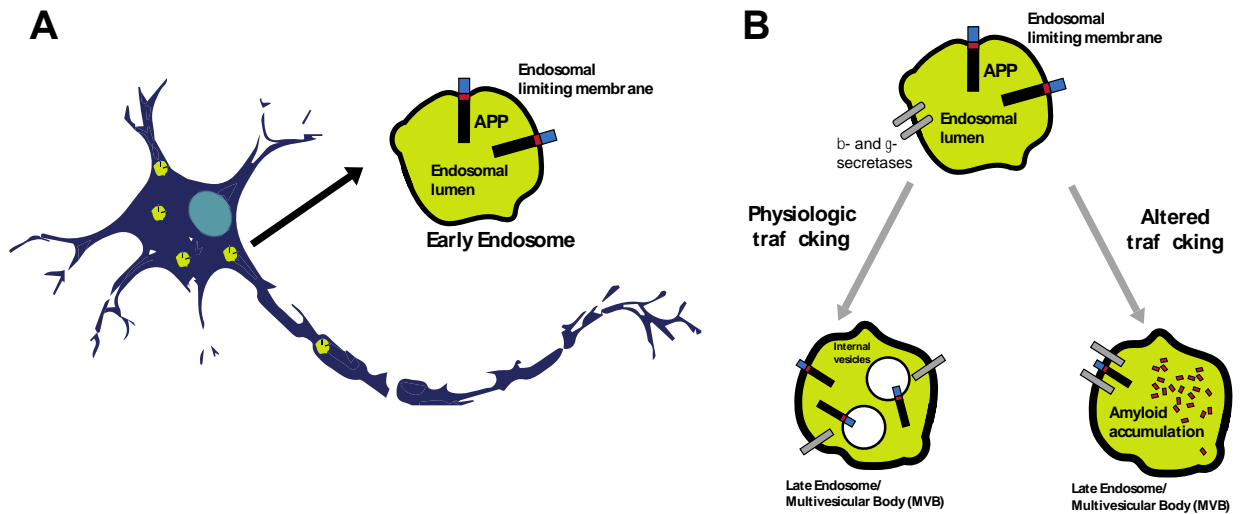 A
Endosomal
limiting membrane
APP
Endosomal
lumen
Early Endosome
B
Endosomal
limiting membrane
APP
Endosomal
lumen
b- and g-
secretases
Physiologic
traf cking
Altered
traf cking
Internal
vesicles
Amyloid
accumulation
Late Endosome/
Multivesicular Body (MVB)
Late Endosome/
Multivesicular Body (MVB)